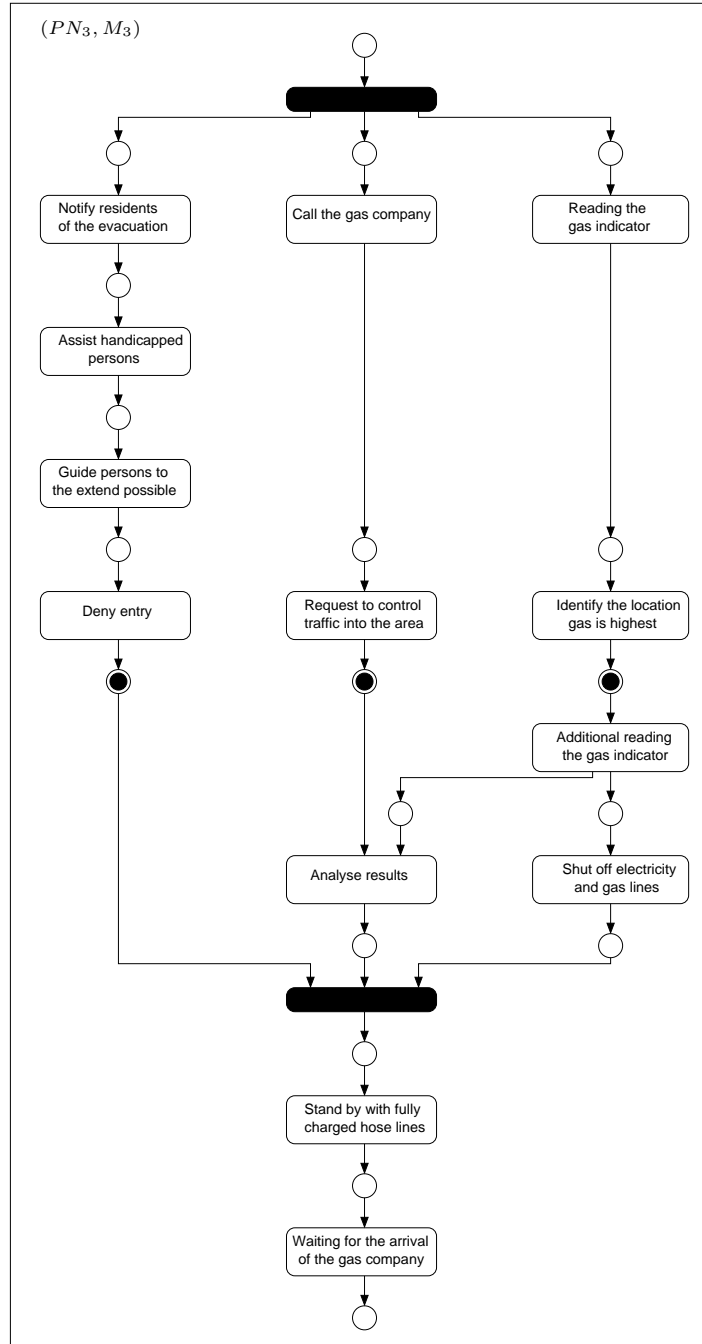 (PN₃, M₃)
Notify residents
of the evacuation
Call the gas company
Reading the
gas indicator
Assist handicapped
persons
Guide persons to
the extend possible
Deny entry
Request to control
traffic into the area
Identify the location
gas is highest
Additional reading
the gas indicator
Analyse results
Shut off electricity
and gas lines
Stand by with fully
charged hose lines
Waiting for the arrival
of the gas company